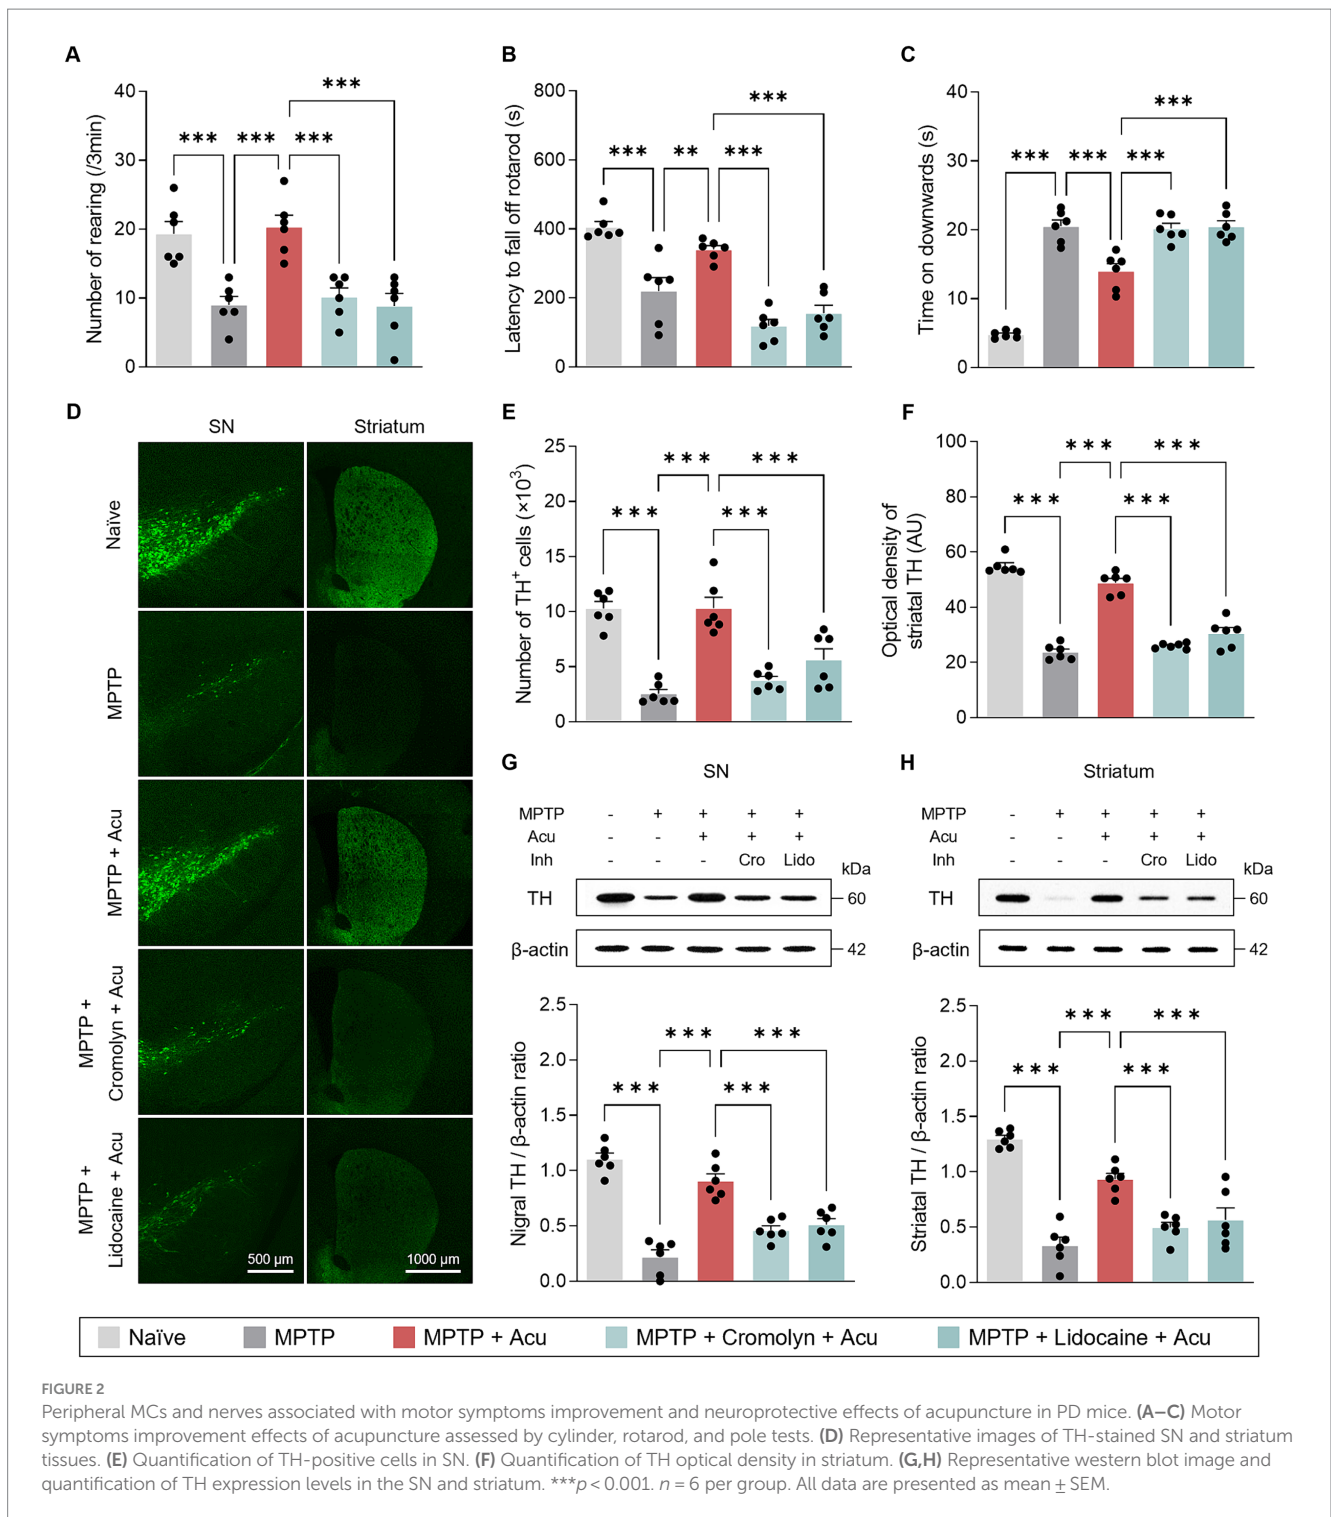 A
Number of rearing (/3min)
40
30
20
10
0
***
***
***
***
B
Latency to fall off rotarod (s)
800
600
400
200
0
***
**
***
***
C
Time on downwards (s)
40
30
20
10
0
***
***
***
***
D
SN
Striatum
Naïve
MPTP
MPTP + Acu
MPTP +
Cromolyn + Acu
MPTP +
Lidocaine + Acu
500 µm
1000 µm
E
Number of TH+ cells (×10³)
25
20
15
10
5
0
***
***
***
***
F
Optical density of
striatal TH (AU)
100
80
60
40
20
0
***
***
***
***
G
SN
MPTP - + + + +
Acu - - + + +
Inh - - - Cro Lido
kDa
TH 60
β-actin 42
Nigral TH / β-actin ratio
2.5
2.0
1.5
1.0
0.5
0.0
***
***
***
***
H
Striatum
MPTP - + + + +
Acu - - + + +
Inh - - - Cro Lido
kDa
TH 60
β-actin 42
Striatal TH / β-actin ratio
2.5
2.0
1.5
1.0
0.5
0.0
***
***
***
***
Naïve MPTP MPTP + Acu MPTP + Cromolyn + Acu MPTP + Lidocaine + Acu
FIGURE 2
Peripheral MCs and nerves associated with motor symptoms improvement and neuroprotective effects of acupuncture in PD mice. (A–C) Motor
symptoms improvement effects of acupuncture assessed by cylinder, rotarod, and pole tests. (D) Representative images of TH-stained SN and striatum
tissues. (E) Quantification of TH-positive cells in SN. (F) Quantification of TH optical density in striatum. (G,H) Representative western blot image and
quantification of TH expression levels in the SN and striatum. ***p < 0.001. n = 6 per group. All data are presented as mean ± SEM.